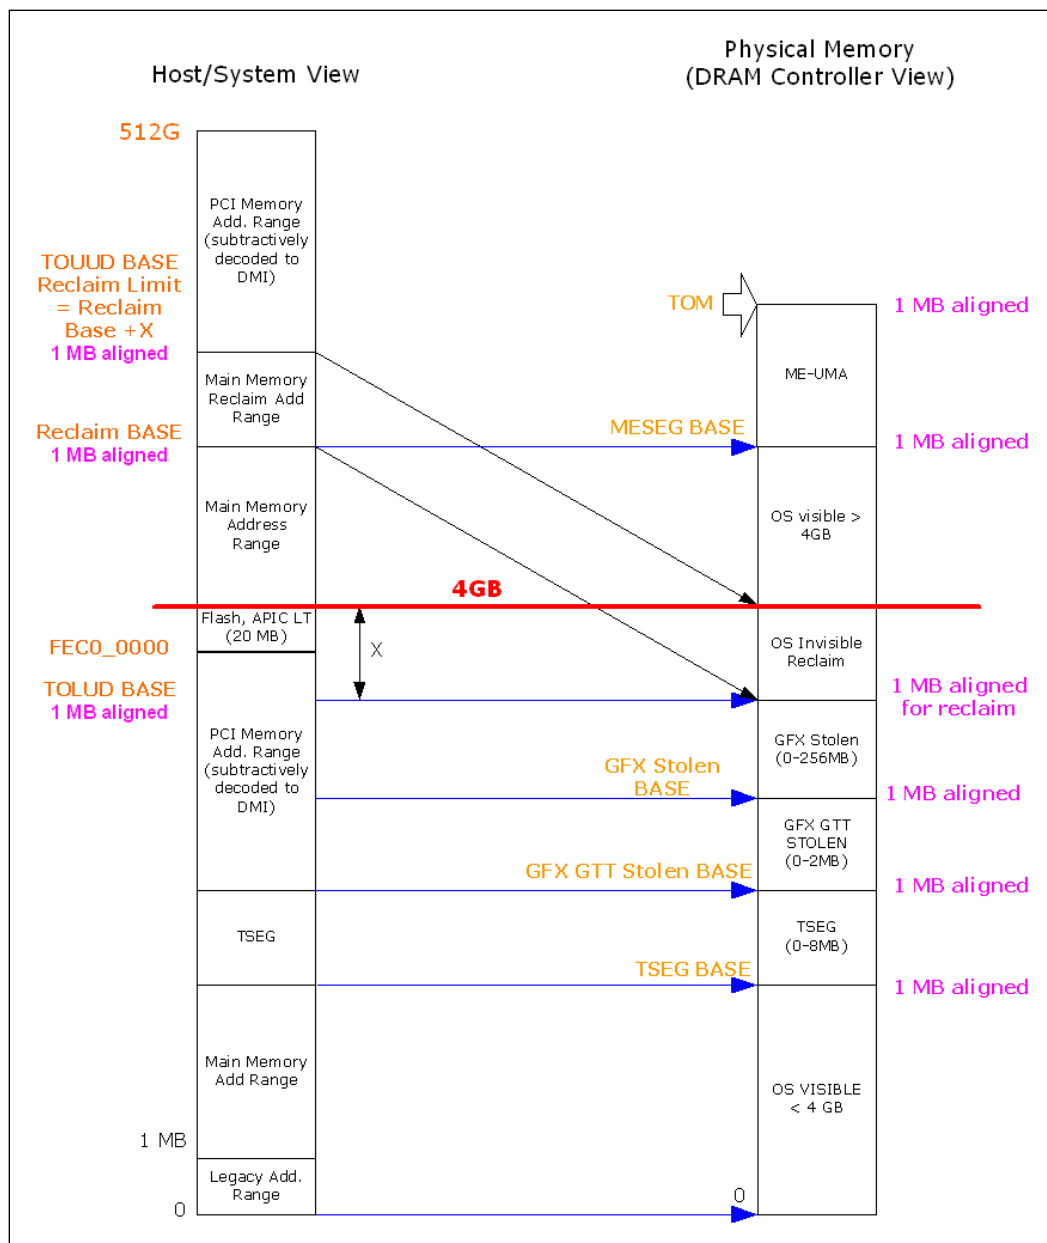 Host/System View
Physical Memory
(DRAM Controller View)
512G
PCI Memory
Add. Range
(subtractively
decoded to
DMI)
TOUUD BASE
Reclaim Limit
= Reclaim
Base +X
1 MB aligned
TOM
1 MB aligned
ME-UMA
Main Memory
Reclaim Add
Range
Reclaim BASE
1 MB aligned
MESEG BASE
1 MB aligned
Main Memory
Address
Range
OS visible >
4GB
4GB
Flash, APIC LT
(20 MB)
FEC0_0000
X
OS Invisible
Reclaim
TOLUD BASE
1 MB aligned
1 MB aligned
for reclaim
PCI Memory
Add. Range
(subtractively
decoded to
DMI)
GFX Stolen
(0-256MB)
GFX Stolen
BASE
1 MB aligned
GFX GTT
STOLEN
(0-2MB)
GFX GTT Stolen BASE
1 MB aligned
TSEG
TSEG
(0-8MB)
TSEG BASE
1 MB aligned
Main Memory
Add Range
OS VISIBLE
< 4 GB
1 MB
Legacy Add.
Range
0
0